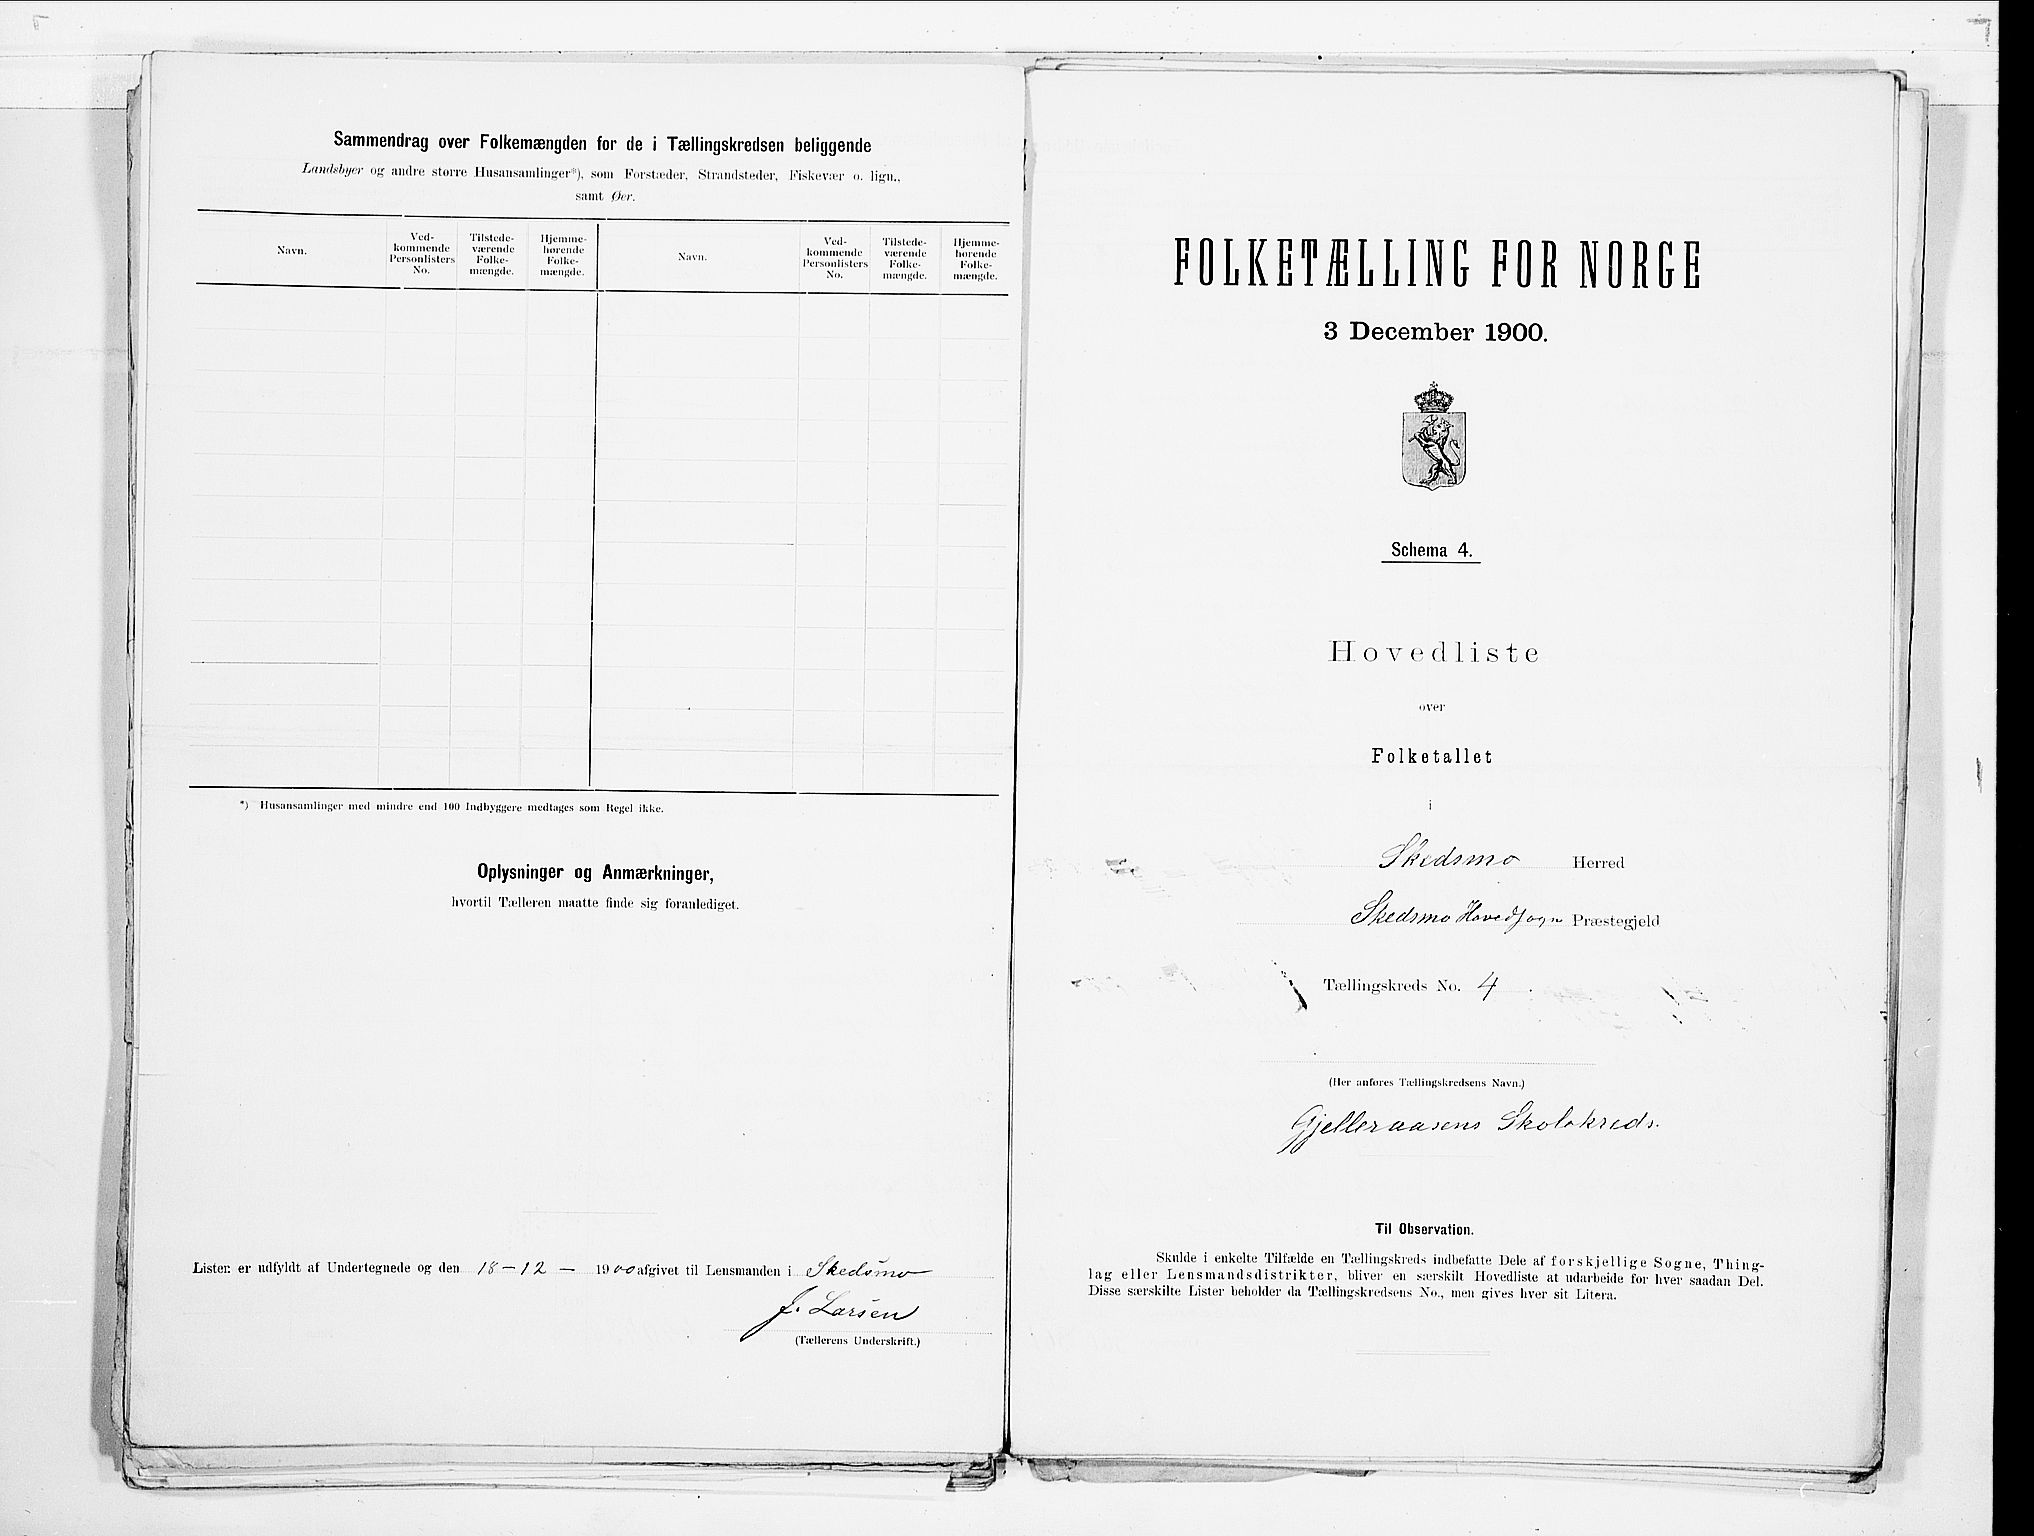 Sammendrag over Folkemængden for de i Tællingskredsen beliggende
Landsbyer og andre større Husansamlinger*), som Forstæder, Strandsteder, Fiskevær o. lign.,
samt Øer.
Navn.
Ved-
kommende
Personlisters
No.
Tilstede-
værende
Folke-
mængde.
Hjemme-
hørende
Folke-
mængde.
Navn.
Ved-
kommende
Personlisters
No.
Tilstede-
værende
Folke-
mængde.
Hjemme-
hørende
Folke-
mængde.
*) Husansamlinger med mindre end 100 Indbyggere medtages som Regel ikke.
Oplysninger og Anmærkninger,
hvortil Tælleren maatte finde sig foranlediget.
Listen er udfyldt af Undertegnede og den 18-12 - 1900 afgivet til Lensmanden i Skedsmo
J. Larsen
(Tællerens Underskrift.)
FOLKETÆLLING FOR NORGE
3 December 1900.
Schema 4.
Hovedliste
over
Folketallet
i
Skedsmo Herred
Skedsmo Hovedsogn Præstegjeld
Tællingskreds No. 4
(Her anføres Tællingskredsens Navn.)
Gjelleraasens Skolekreds.
Til Observation.
Skulde i enkelte Tilfælde en Tællingskreds indbefatte Dele af forskjellige Sogne, Thing-
lag eller Lensmandsdistrikter, bliver en særskilt Hovedliste at udarbeide for hver saadan Del.
Disse særskilte Lister beholder da Tællingskredsens No., men gives hver sit Litera.